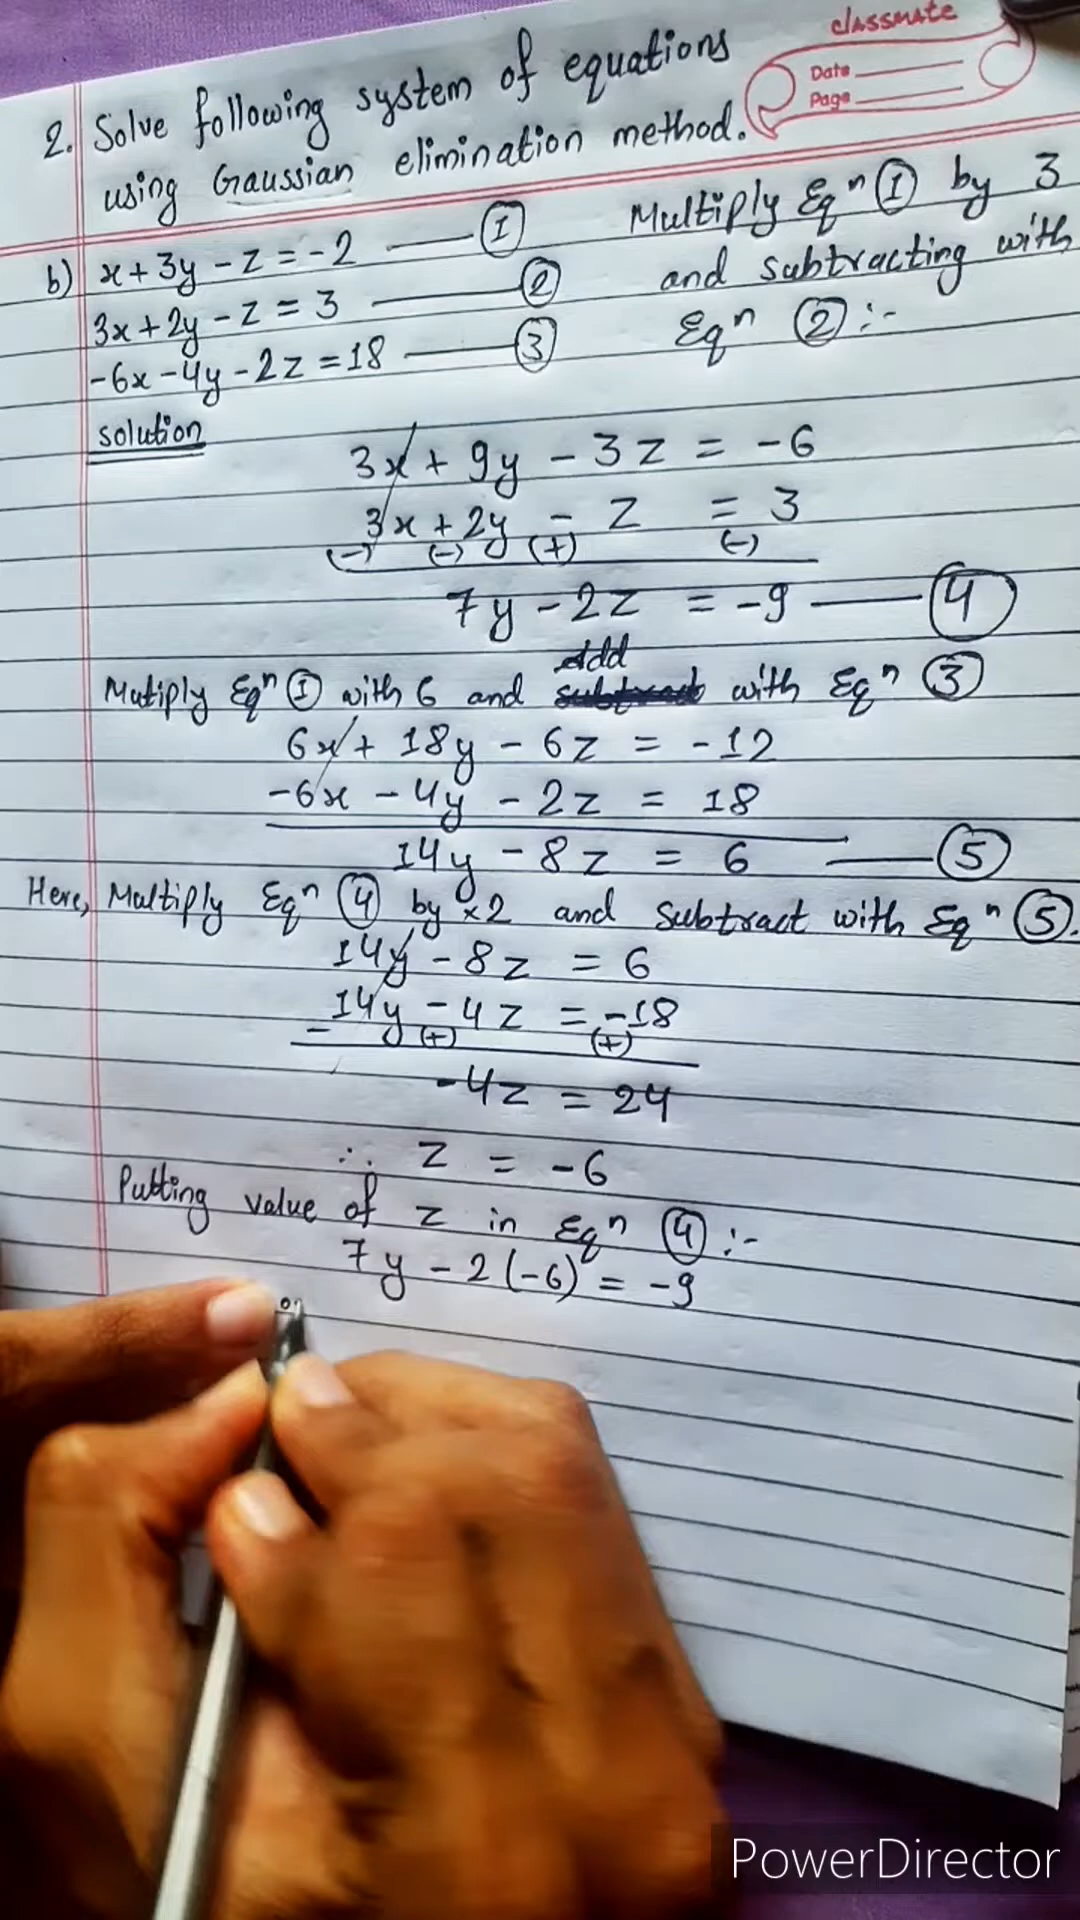 classmate
Date
Page
2. Solve following system of equations
using Gaussian elimination method.
b) x + 3y - z = -2 —— ①
3x + 2y - z = 3 —— ②
-6x - 4y - 2z = 18 —— ③
Multiply Eqⁿ ① by 3
and subtracting with
Eqⁿ ② :-
solution
3x + 9y - 3z = -6
3x + 2y - z = 3
(-) (-) (+) (-)
7y - 2z = -9 —— ④
add
Mutiply Eqⁿ ① with 6 and subtract with Eqⁿ ③
6x + 18y - 6z = -12
-6x - 4y - 2z = 18
14y - 8z = 6 —— ⑤
Here, Multiply Eqⁿ ④ by ×2 and subtract with Eqⁿ ⑤.
14y - 8z = 6
14y - 4z = -18
- (+) (+)
-4z = 24
∴ z = -6
Putting value of z in Eqⁿ ④ :-
7y - 2(-6) = -9
PowerDirector